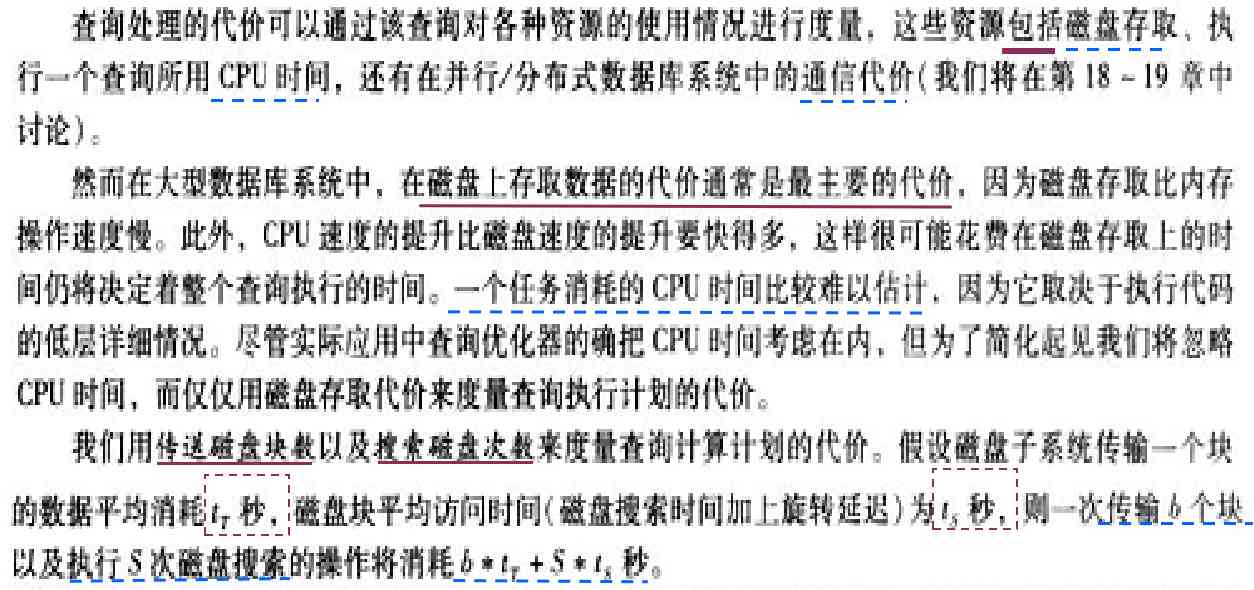 查询处理的代价可以通过该查询对各种资源的使用情况进行度量，这些资源包括磁盘存取、执
行一个查询所用 CPU 时间，还有在并行/分布式数据库系统中的通信代价(我们将在第 18 ~ 19 章中
讨论)。
然而在大型数据库系统中，在磁盘上存取数据的代价通常是最主要的代价，因为磁盘存取比内存
操作速度慢。此外，CPU 速度的提升比磁盘速度的提升要快得多，这样很可能花费在磁盘存取上的时
间仍将决定着整个查询执行的时间。一个任务消耗的 CPU 时间比较难以估计，因为它取决于执行代码
的低层详细情况。尽管实际应用中查询优化器的确把 CPU 时间考虑在内，但为了简化起见我们将忽略
CPU 时间，而仅仅用磁盘存取代价来度量查询执行计划的代价。
我们用传送磁盘块数以及搜索磁盘次数来度量查询计算计划的代价。假设磁盘子系统传输一个块
的数据平均消耗 t_T 秒，磁盘块平均访问时间(磁盘搜索时间加上旋转延迟)为 t_S 秒，则一次传输 b 个块
以及执行 S 次磁盘搜索的操作将消耗 b * t_T + S * t_S 秒。